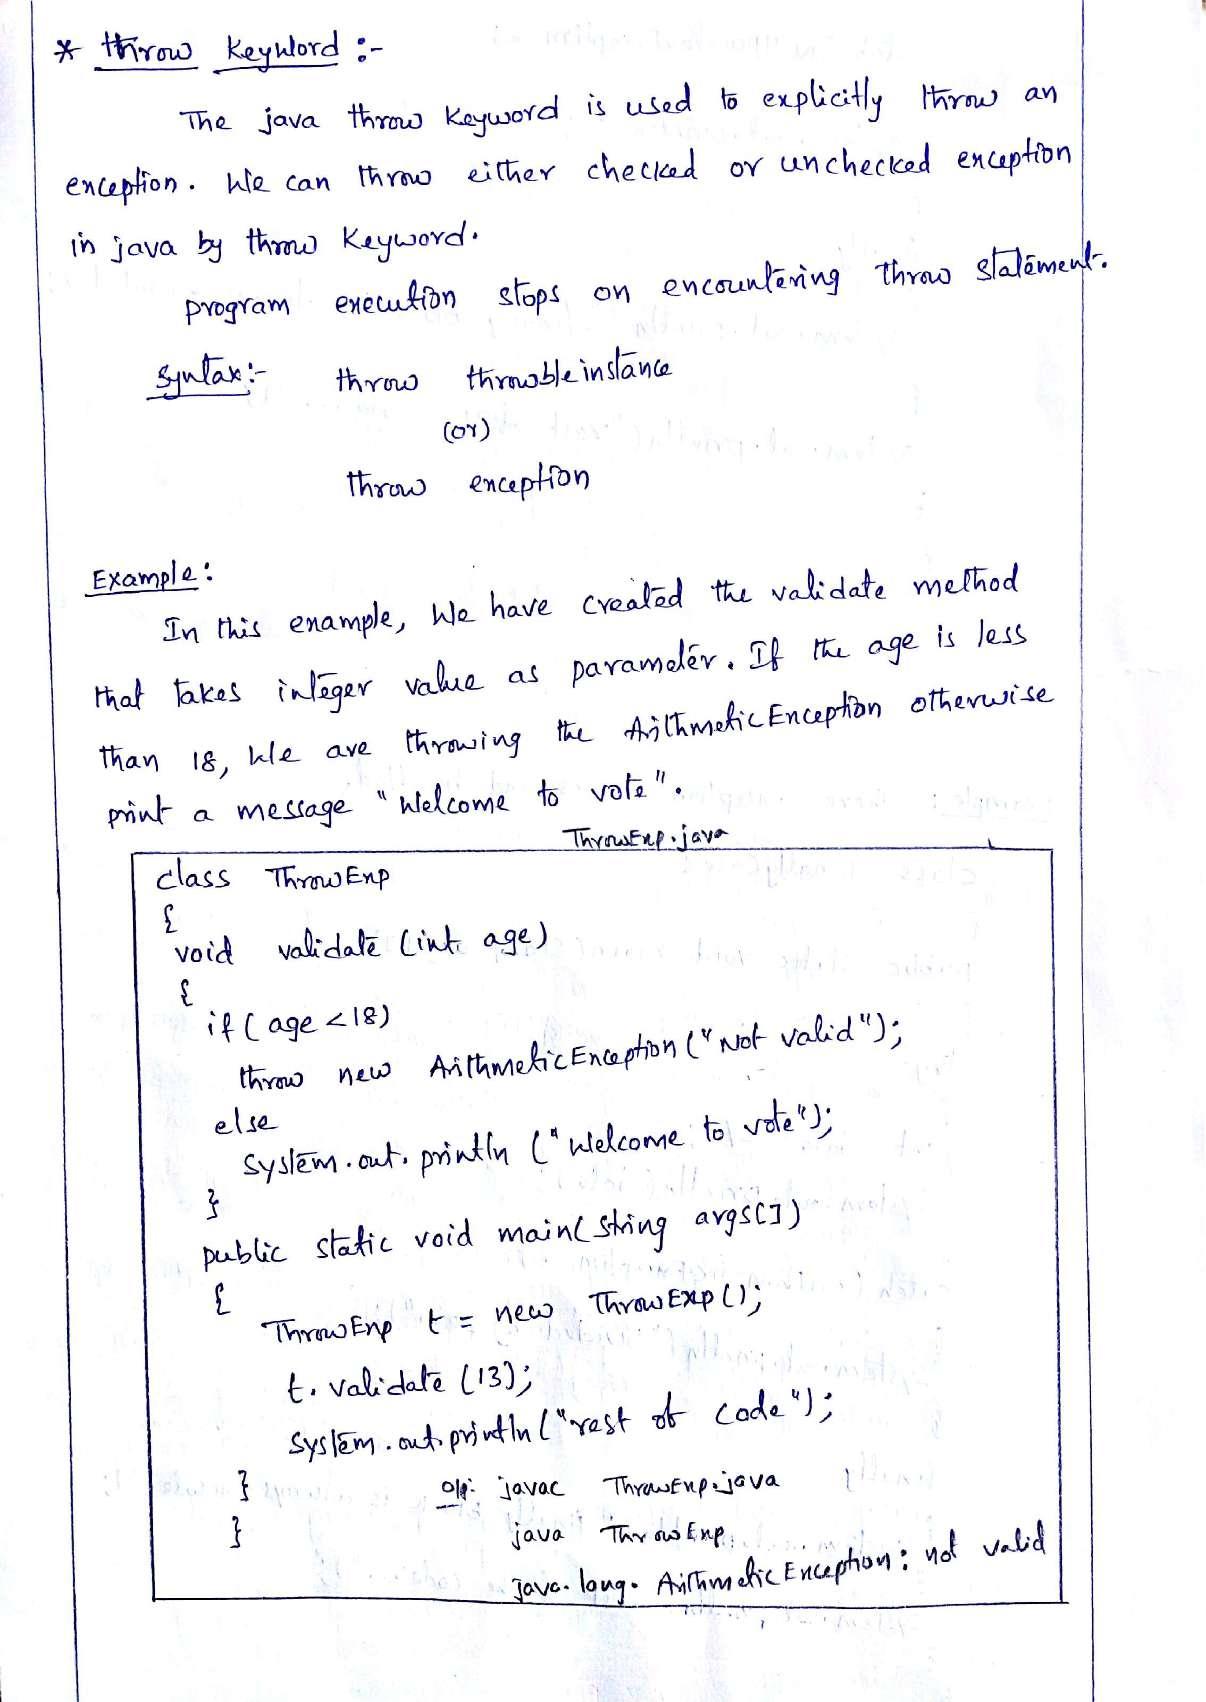 * throw Keyword :-
The java throw Keyword is used to explicitly throw an
exception. We can throw either checked or unchecked exception
in java by throw Keyword.
program execution stops on encountering throw statement.
Syntax:- throw throwble instance
(or)
throw exception
Example:
In this example, We have created the validate method
that takes integer value as parameter. If the age is less
than 18, We are throwing the ArithmeticException otherwise
print a message "Welcome to vote".
ThrowExp.java
class ThrowExp
{
void validate (int age)
{
if ( age <18)
throw new ArithmeticException ("Not valid");
else
System.out.println ("Welcome to vote");
}
public static void main( String args[])
{
ThrowExp t = new ThrowExp ();
t. validate (13);
System.out.println ("rest of code");
} o/p: javac ThrowExp.java
} java ThrowExp
java.lang. ArithmeticException : not valid